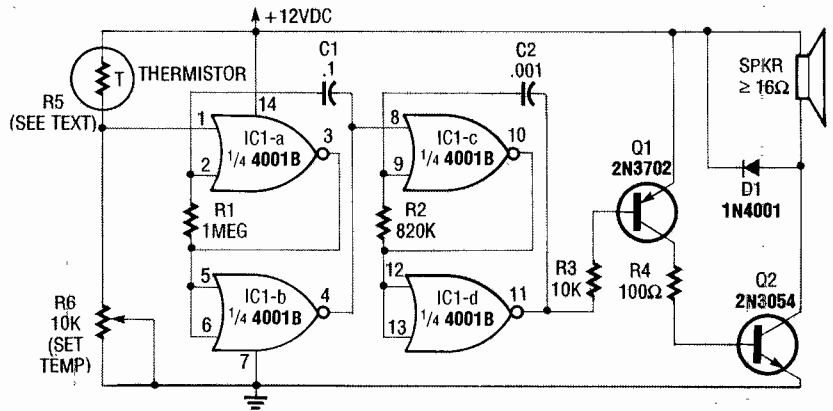 +12VDC
C1
.1
C2
.001
T
THERMISTOR
R5
(SEE TEXT)
1
14
3
IC1-a
1/4 4001B
2
8
10
IC1-c
1/4 4001B
9
SPKR
≥ 16Ω
Q1
2N3702
D1
1N4001
R1
1MEG
R2
820K
5
4
IC1-b
1/4 4001B
6
7
12
11
IC1-d
1/4 4001B
13
R3
10K
R4
100Ω
Q2
2N3054
R6
10K
(SET
TEMP)